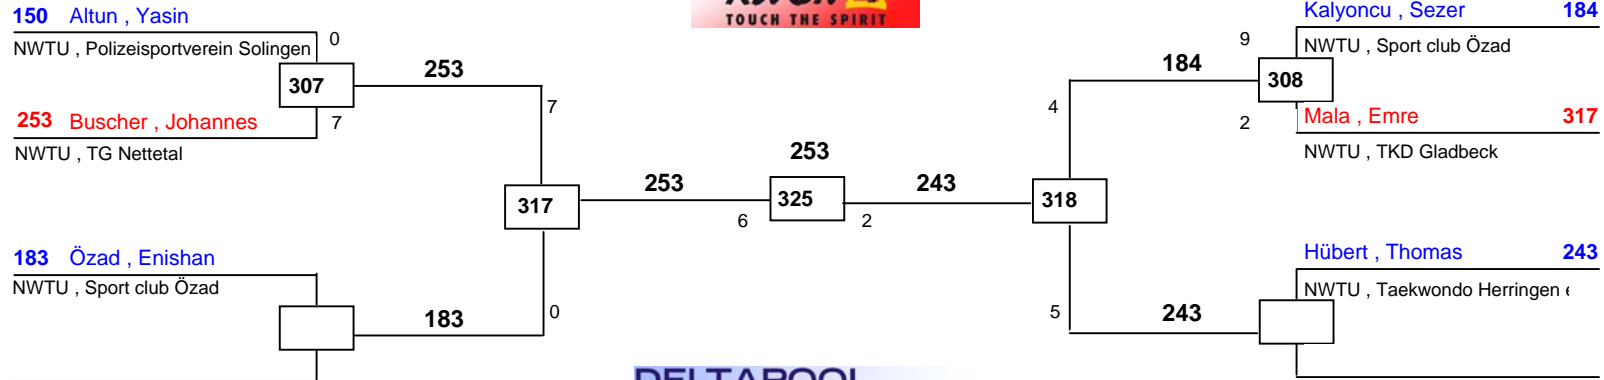 150 Altun , Yasin
NWTU , Polizeisportverein Solingen
0
307
253
253 Buscher , Johannes
7
NWTU , TG Nettetal
7
317
183 Özad , Enishan
NWTU , Sport club Özad
183
0
TOUCH THE SPIRIT
253
253
325
243
6
2
Kalyoncu , Sezer 184
NWTU , Sport club Özad
9
184
308
4
2
Mala , Emre 317
NWTU , TKD Gladbeck
318
Hübert , Thomas 243
NWTU , Taekwondo Herringen
5
243
DELTAPOOL